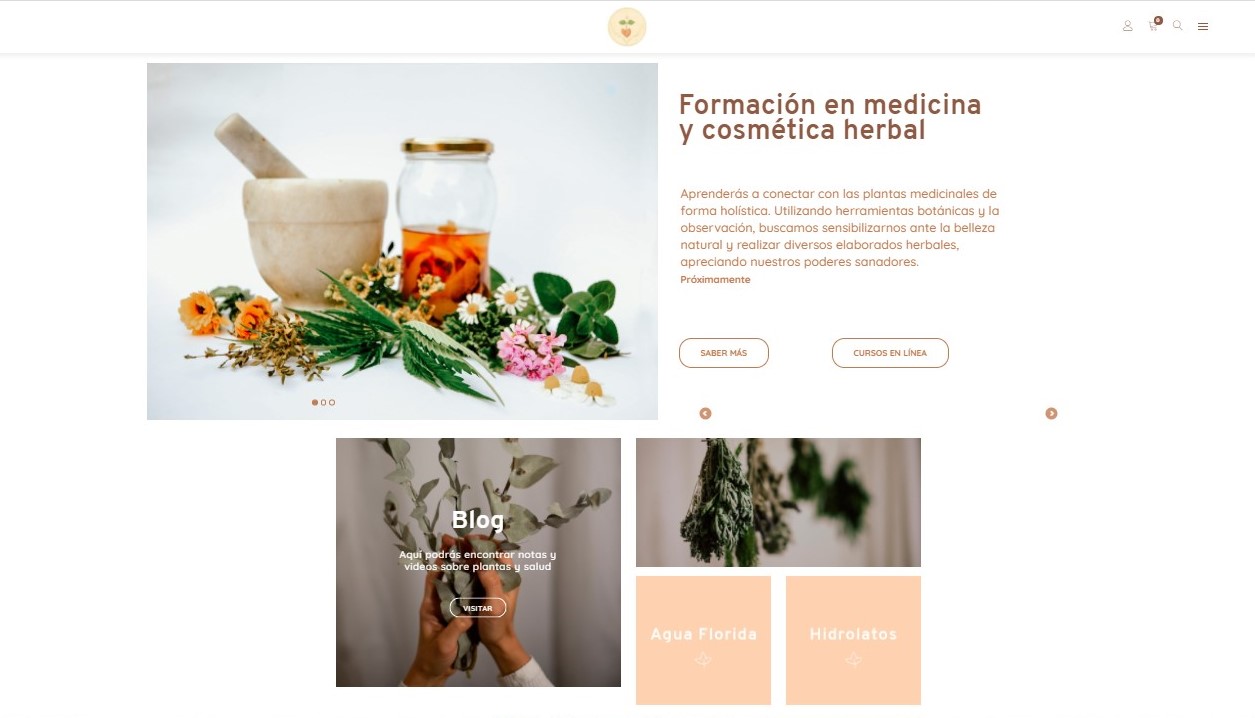 0
Formación en medicina
y cosmética herbal
Aprenderás a conectar con las plantas medicinales de
forma holística. Utilizando herramientas botánicas y la
observación, buscamos sensibilizarnos ante la belleza
natural y realizar diversos elaborados herbales,
apreciando nuestros poderes sanadores.
Próximamente
SABER MÁS
CURSOS EN LÍNEA
Blog
Aquí podrás encontrar notas y
vídeos sobre plantas y salud
VISITAR
Agua Florida
Hidrolatos